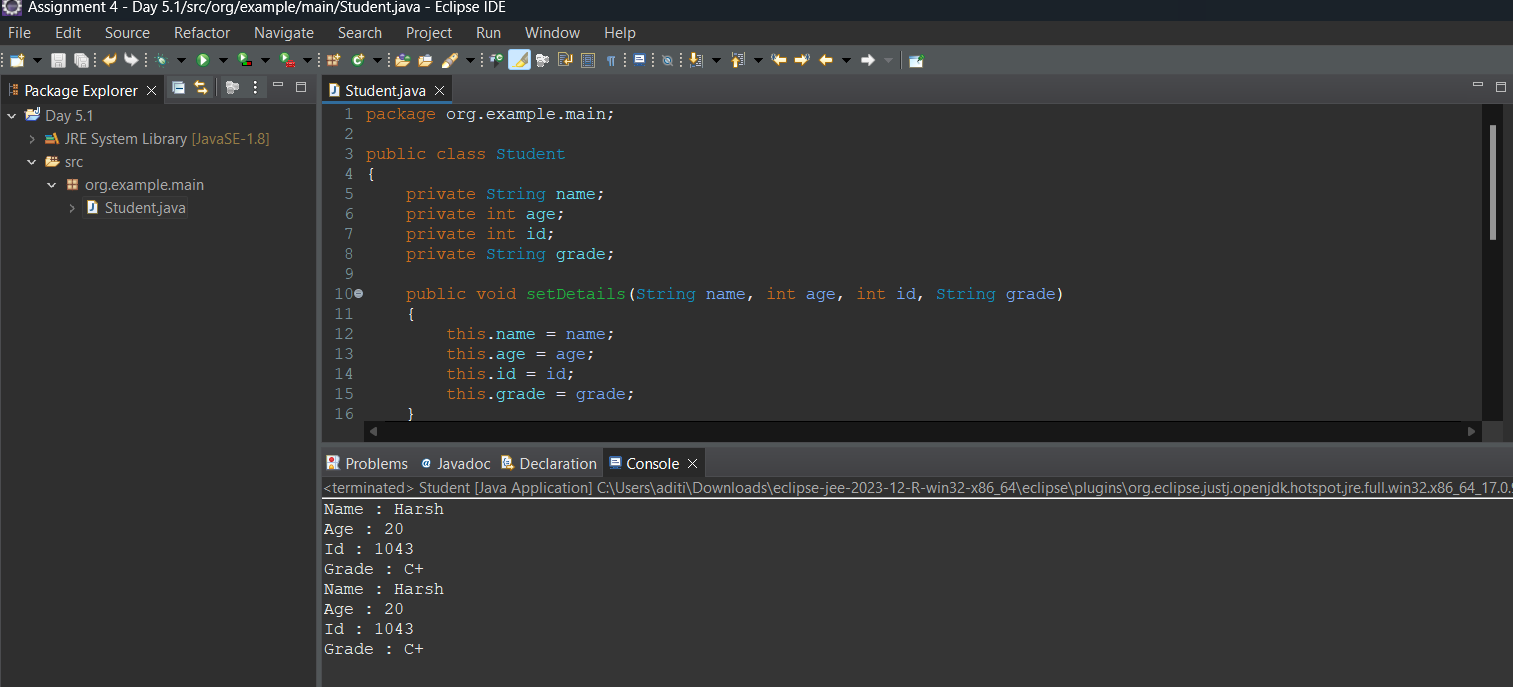 Assignment 4 - Day 5.1/src/org/example/main/Student.java - Eclipse IDE
File Edit Source Refactor Navigate Search Project Run Window Help
Package Explorer
Day 5.1
JRE System Library [JavaSE-1.8]
src
org.example.main
Student.java
Student.java
1 package org.example.main;
2
3 public class Student
4 {
5 private String name;
6 private int age;
7 private int id;
8 private String grade;
9
10 public void setDetails(String name, int age, int id, String grade)
11 {
12 this.name = name;
13 this.age = age;
14 this.id = id;
15 this.grade = grade;
16 }
Problems Javadoc Declaration Console
<terminated> Student [Java Application] C:\Users\aditi\Downloads\eclipse-jee-2023-12-R-win32-x86_64\eclipse\plugins\org.eclipse.justj.openjdk.hotspot.jre.full.win32.x86_64_17.0.9
Name : Harsh
Age : 20
Id : 1043
Grade : C+
Name : Harsh
Age : 20
Id : 1043
Grade : C+